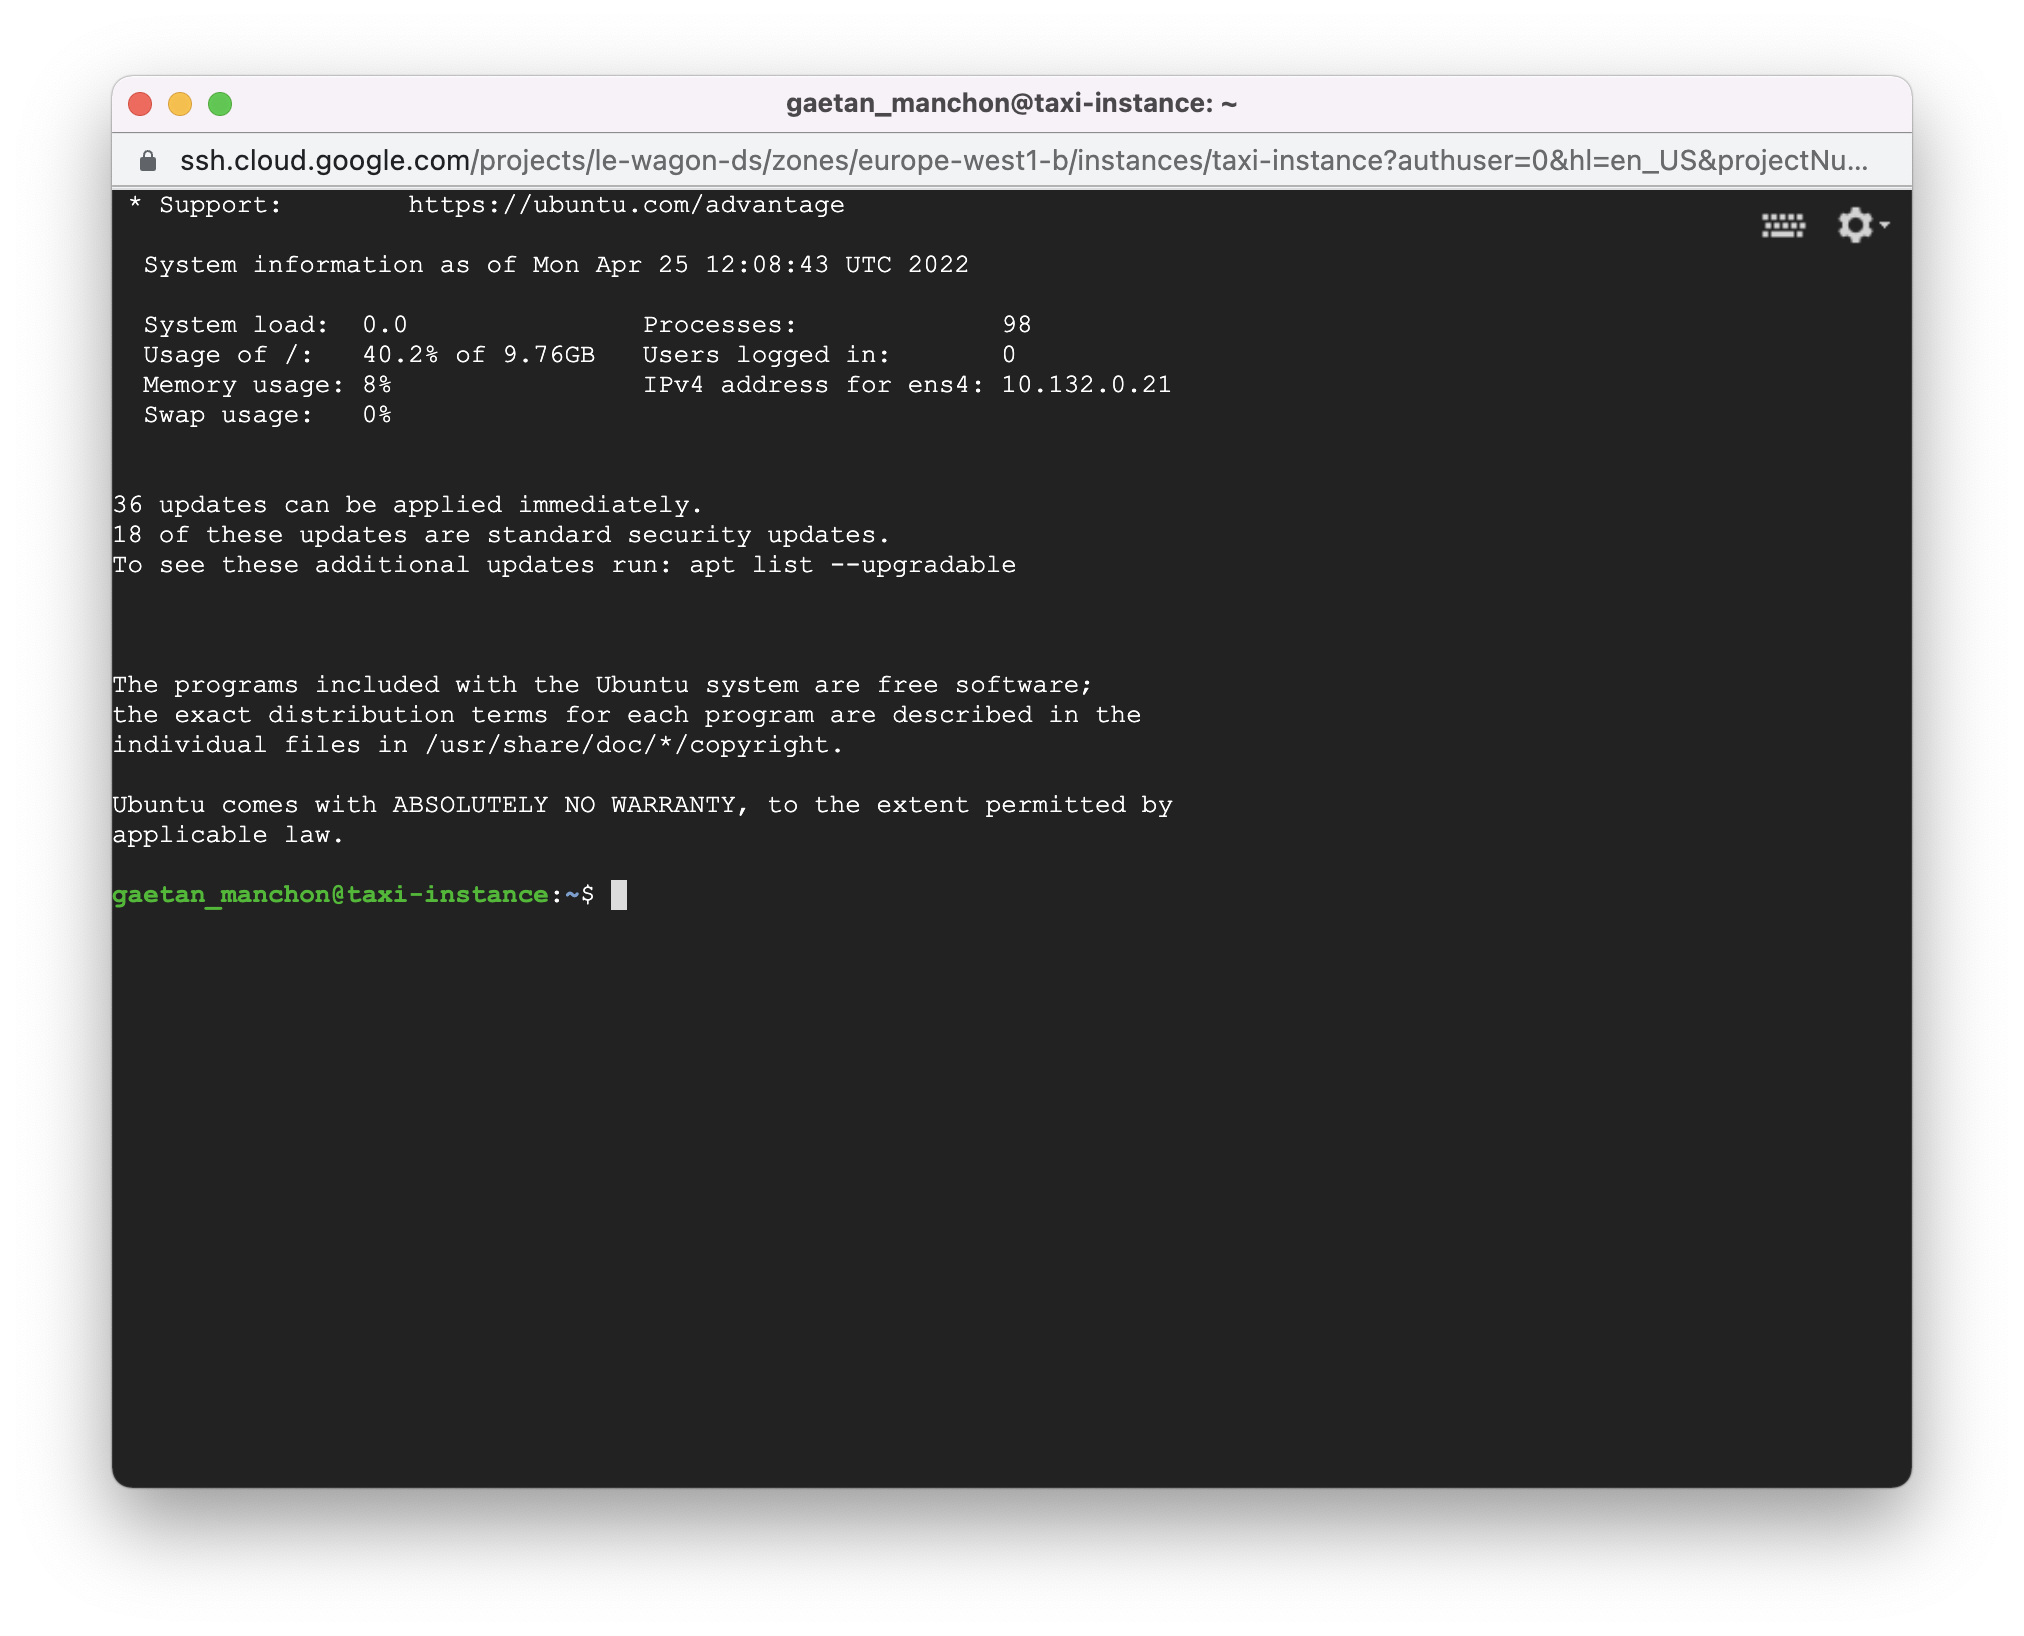 gaetan_manchon@taxi-instance: ~
ssh.cloud.google.com/projects/le-wagon-ds/zones/europe-west1-b/instances/taxi-instance?authuser=0&hl=en_US&projectNu...
* Support:        https://ubuntu.com/advantage
System information as of Mon Apr 25 12:08:43 UTC 2022
System load:  0.0               Processes:             98
Usage of /:   40.2% of 9.76GB   Users logged in:       0
Memory usage: 8%                IPv4 address for ens4: 10.132.0.21
Swap usage:   0%
36 updates can be applied immediately.
18 of these updates are standard security updates.
To see these additional updates run: apt list --upgradable
The programs included with the Ubuntu system are free software;
the exact distribution terms for each program are described in the
individual files in /usr/share/doc/*/copyright.
Ubuntu comes with ABSOLUTELY NO WARRANTY, to the extent permitted by
applicable law.
gaetan_manchon@taxi-instance:~$